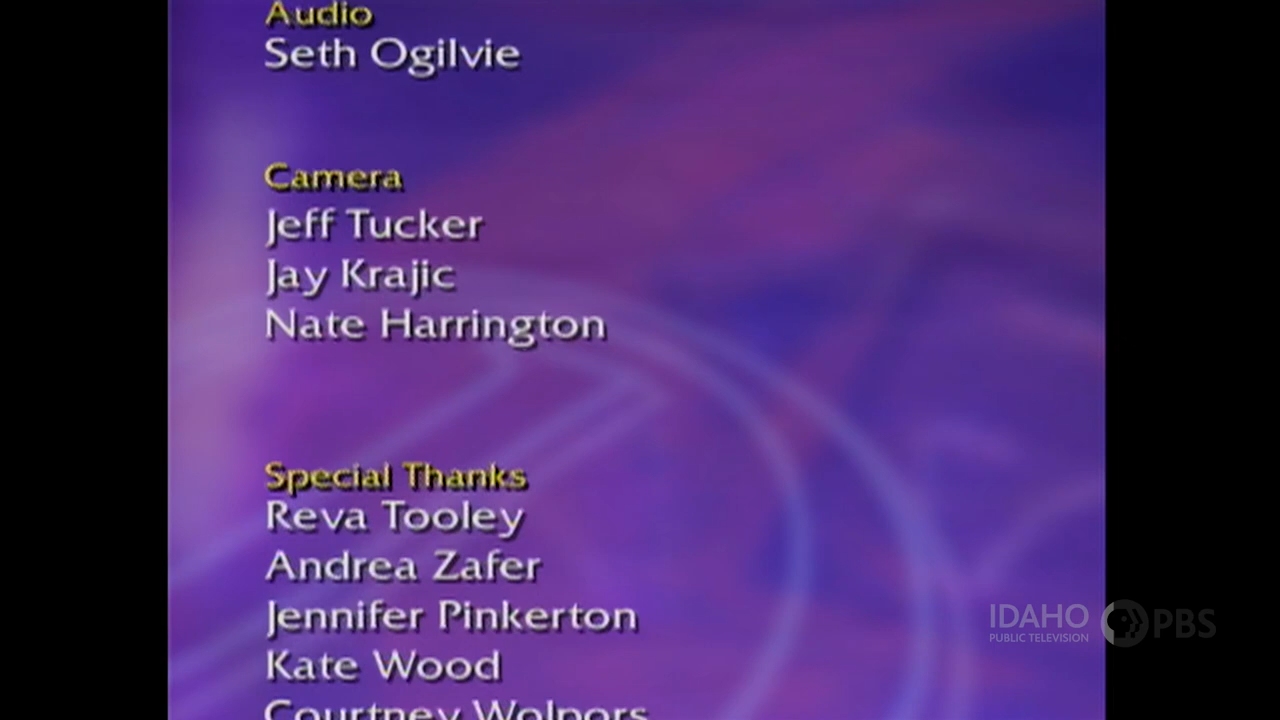 Audio
Seth Ogilvie
Camera
Jeff Tucker
Jay Krajic
Nate Harrington
Special Thanks
Reva Tooley
Andrea Zafer
Jennifer Pinkerton
Kate Wood
Courtney
IDAHO
PUBLIC TELEVISION
PBS